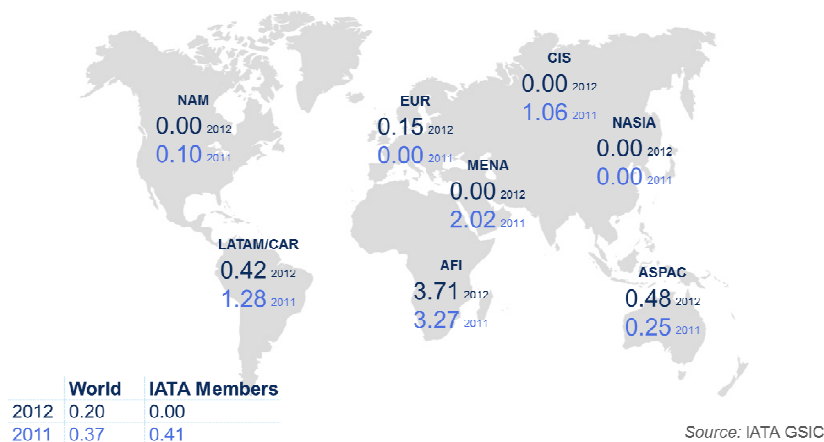 CIS
0.00 2012
1.06 2011
NAM
0.00 2012
0.10 2011
EUR
0.15 2012
0.00 2011
NASIA
0.00 2012
0.00 2011
MENA
0.00 2012
2.02 2011
LATAM/CAR
0.42 2012
1.28 2011
AFI
3.71 2012
3.27 2011
ASPAC
0.48 2012
0.25 2011
World IATA Members
2012 0.20 0.00
2011 0.37 0.41
Source: IATA GSIC